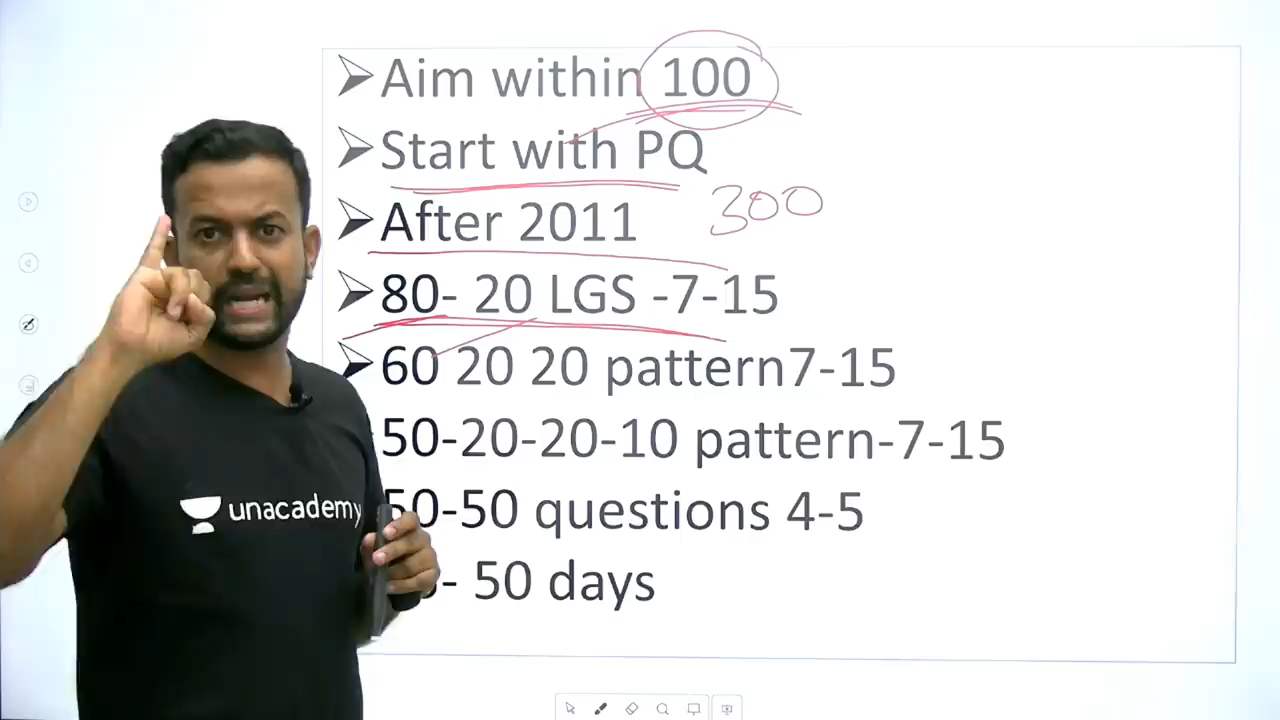 Aim within 100
Start with PQ
After 2011
300
80- 20 LGS -7-15
60 20 20 pattern7-15
50-20-20-10 pattern-7-15
50-50 questions 4-5
- 50 days
unacademy